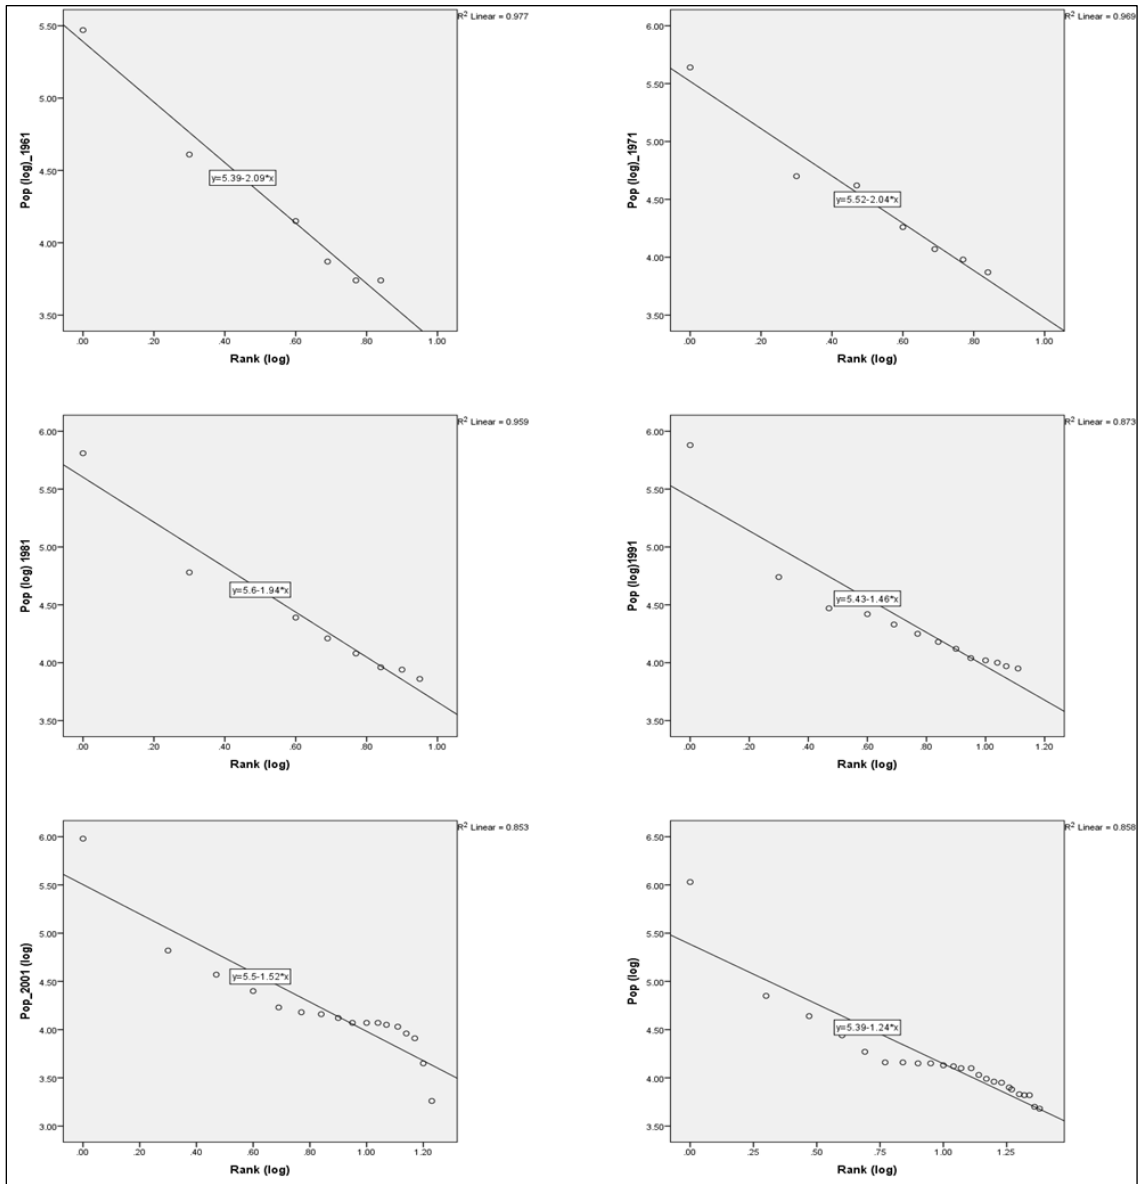 R² Linear = 0.977
5.50
5.00
4.50
4.00
3.50
Pop (log)_1961
y=5.39-2.09*x
.00 .20 .40 .60 .80 1.00
Rank (log)
R² Linear = 0.969
6.00
5.50
5.00
4.50
4.00
3.50
Pop (log)_1971
y=5.52-2.04*x
.00 .20 .40 .60 .80 1.00
Rank (log)
R² Linear = 0.959
6.00
5.50
5.00
4.50
4.00
3.50
Pop (log) 1981
y=5.6-1.94*x
.00 .20 .40 .60 .80 1.00
Rank (log)
R² Linear = 0.873
6.00
5.50
5.00
4.50
4.00
3.50
Pop (log)1991
y=5.43-1.46*x
.00 .20 .40 .60 .80 1.00 1.20
Rank (log)
R² Linear = 0.853
6.00
5.50
5.00
4.50
4.00
3.50
3.00
Pop_2001 (log)
y=5.5-1.52*x
.00 .20 .40 .60 .80 1.00 1.20
Rank (log)
R² Linear = 0.858
6.50
6.00
5.50
5.00
4.50
4.00
3.50
Pop (log)
y=5.39-1.24*x
.00 .25 .50 .75 1.00 1.25
Rank (log)